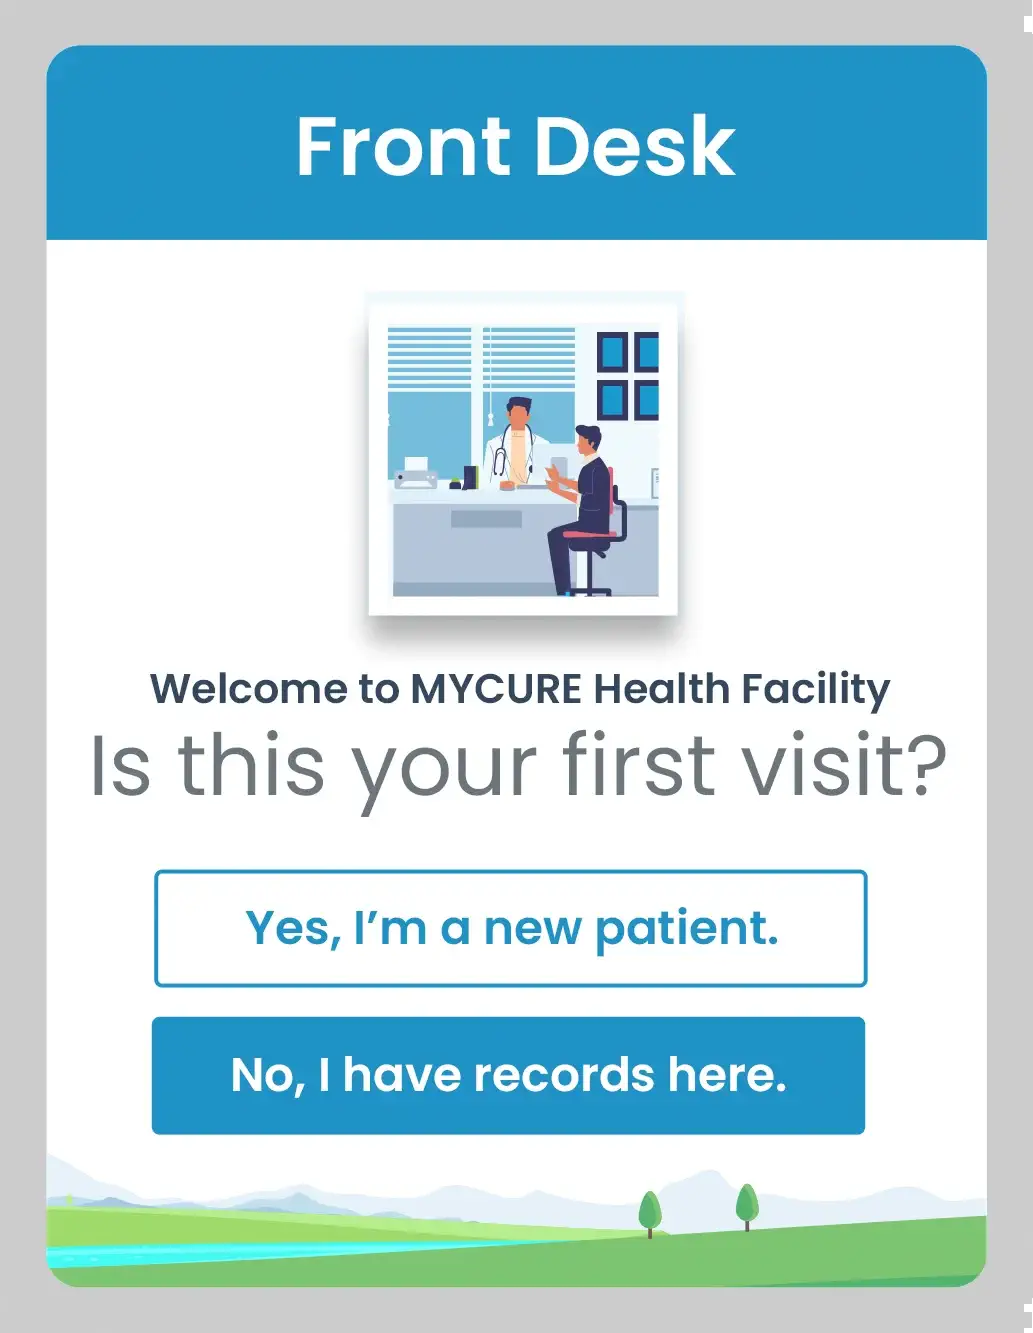 Front Desk
Welcome to MYCURE Health Facility
Is this your first visit?
Yes, I’m a new patient.
No, I have records here.